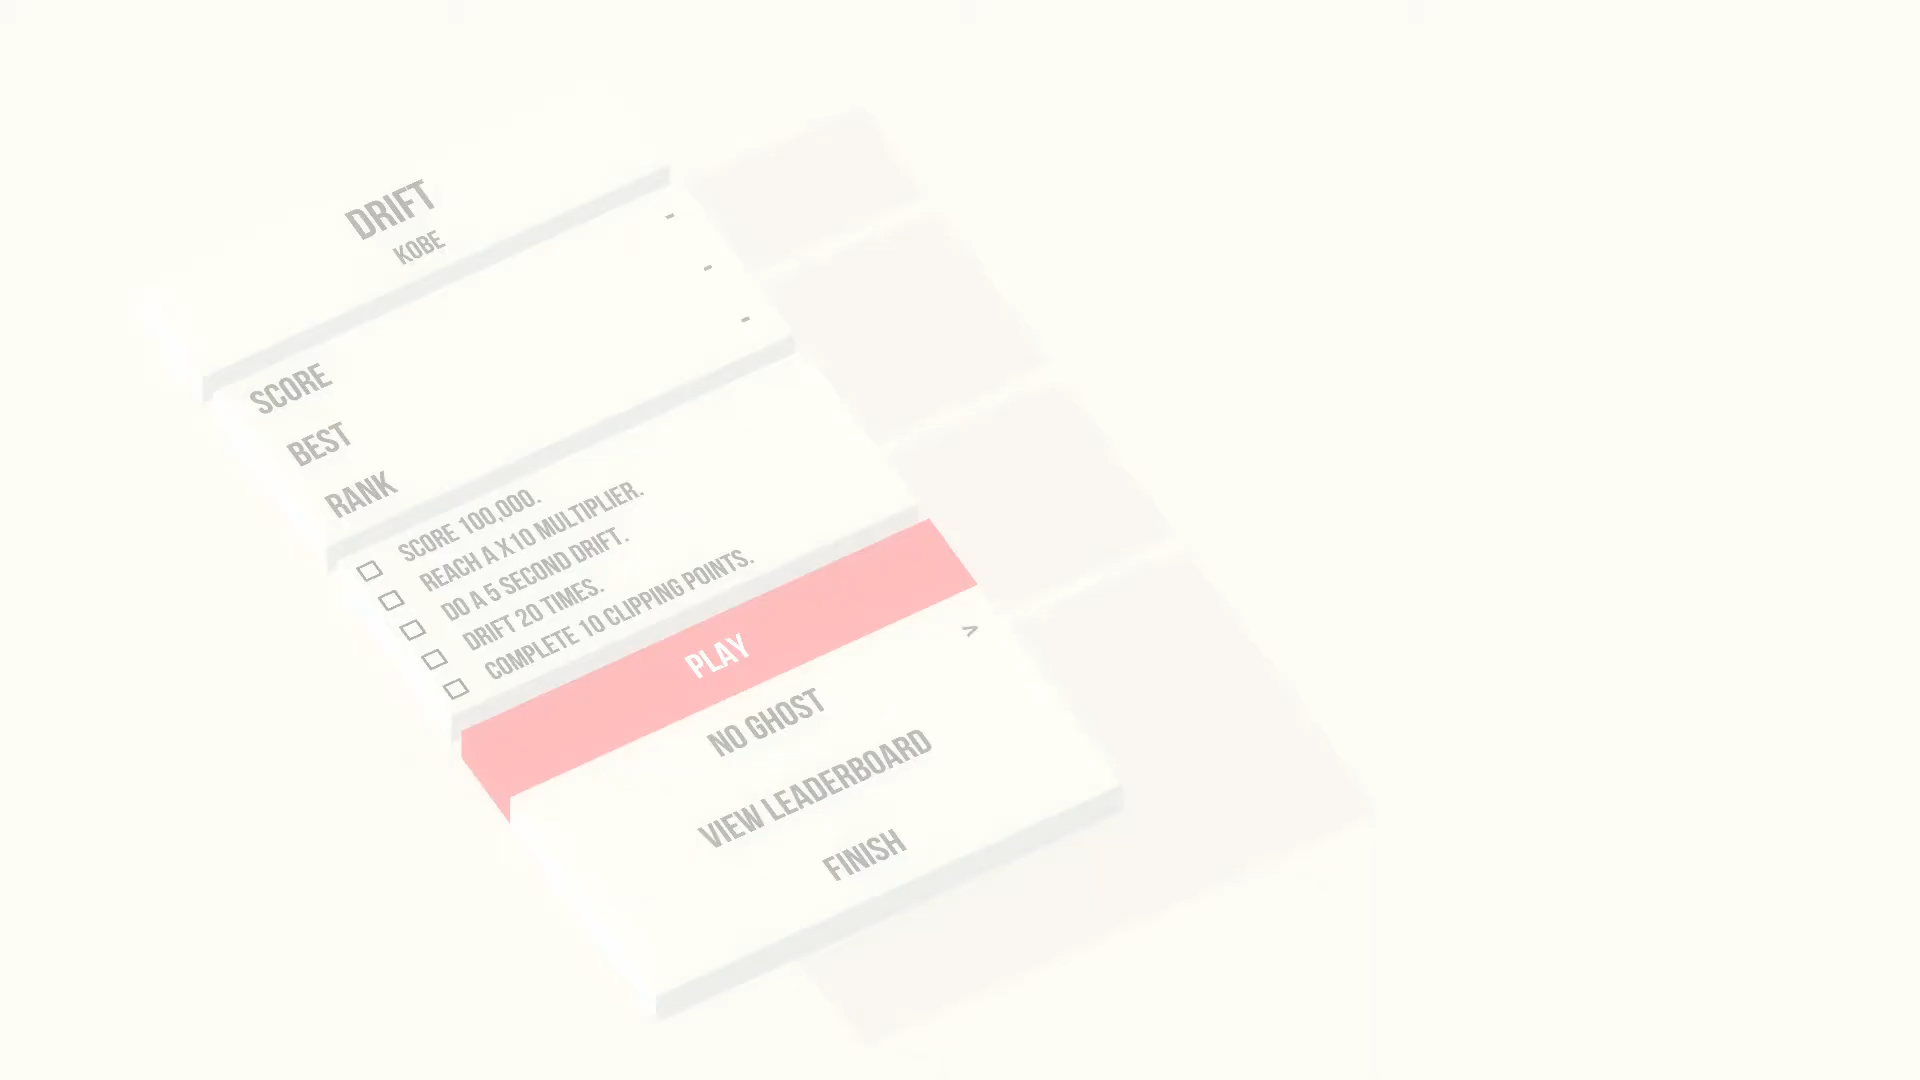 DRIFT
KOBE
SCORE -
BEST -
RANK -
SCORE 100,000.
REACH A X10 MULTIPLIER.
DO A 5 SECOND DRIFT.
DRIFT 20 TIMES.
COMPLETE 10 CLIPPING POINTS.
PLAY
NO GHOST >
VIEW LEADERBOARD
FINISH